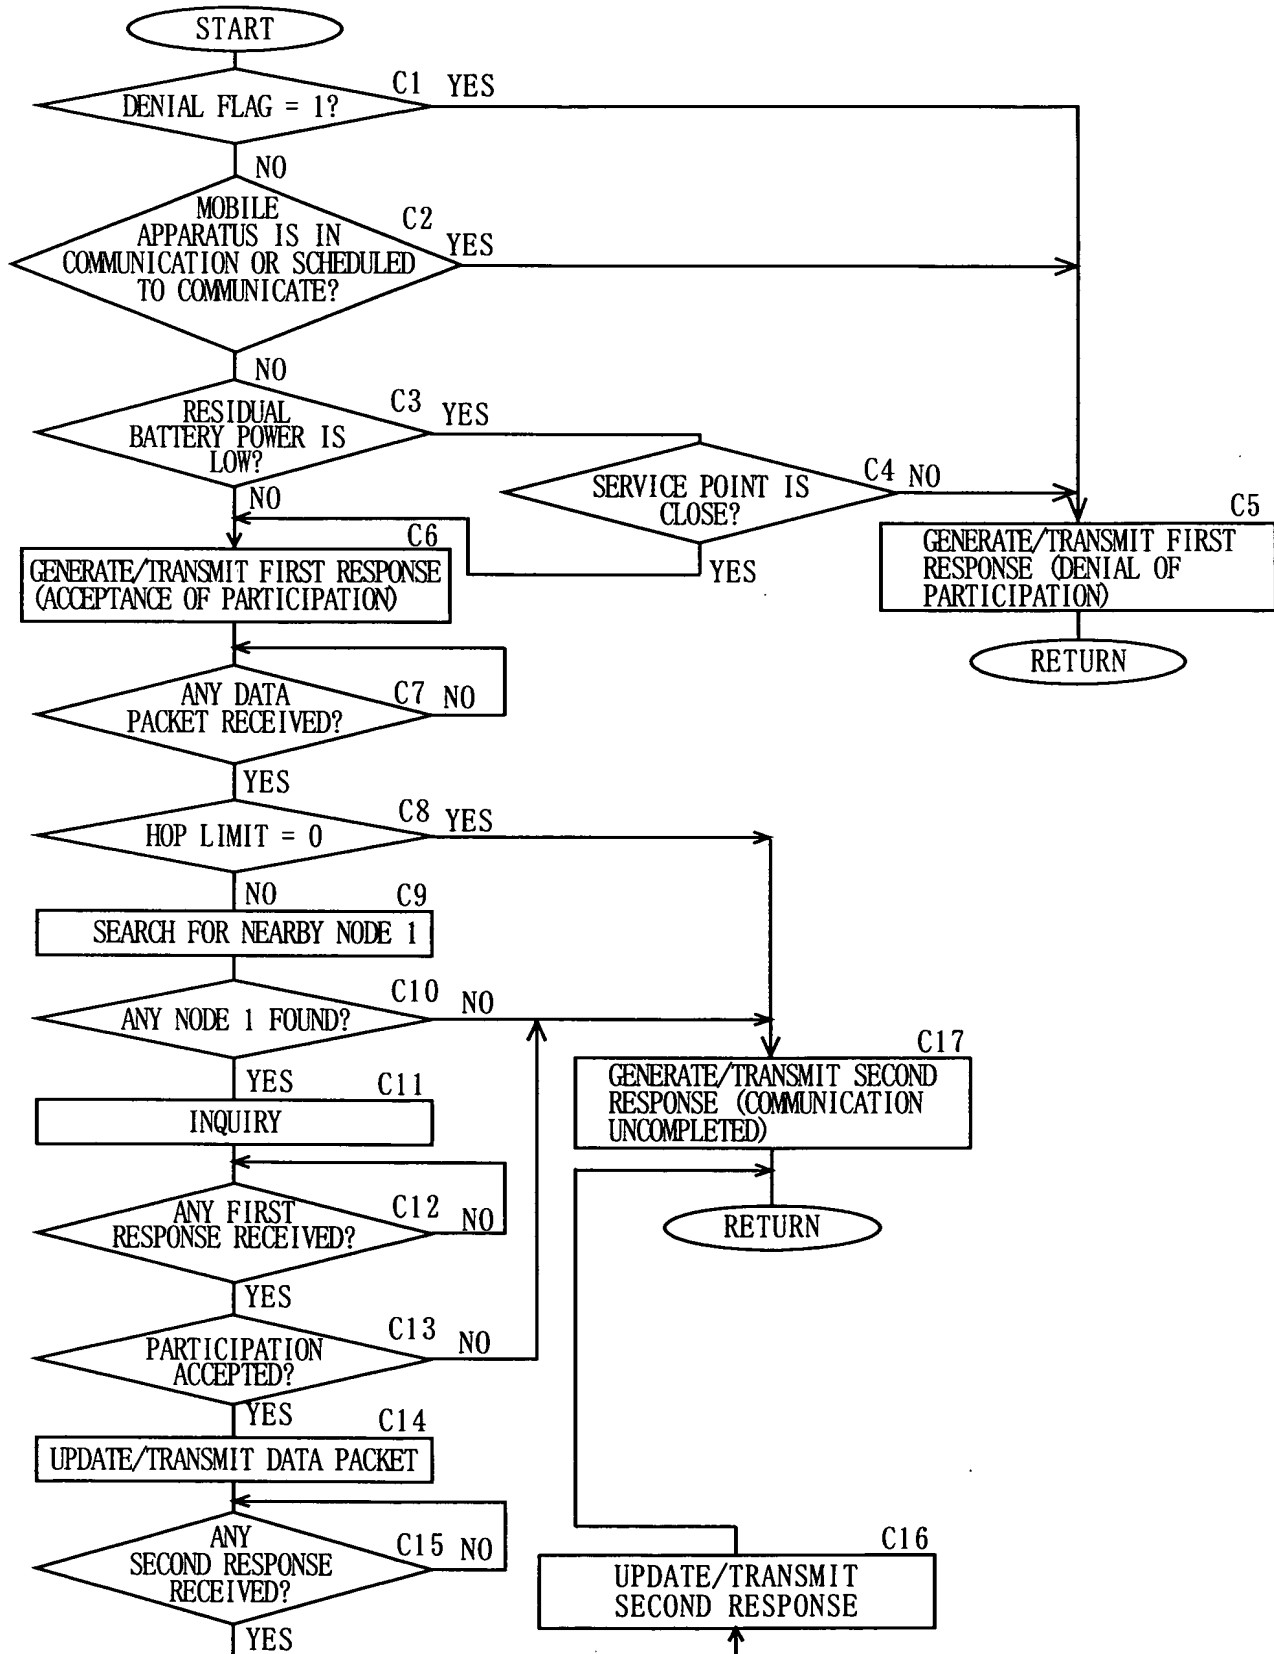 START
C1 YES
DENIAL FLAG = 1?
NO
MOBILE
APPARATUS IS IN
COMMUNICATION OR SCHEDULED
TO COMMUNICATE?
C2
YES
NO
RESIDUAL
BATTERY POWER IS
LOW?
C3
YES
NO
SERVICE POINT IS
CLOSE?
C4 NO
YES
C5
GENERATE/TRANSMIT FIRST
RESPONSE (DENIAL OF
PARTICIPATION)
RETURN
C6
GENERATE/TRANSMIT FIRST RESPONSE
(ACCEPTANCE OF PARTICIPATION)
ANY DATA
PACKET RECEIVED?
C7 NO
YES
HOP LIMIT = 0
C8 YES
NO
C9
SEARCH FOR NEARBY NODE 1
ANY NODE 1 FOUND?
C10 NO
YES
C11
INQUIRY
ANY FIRST
RESPONSE RECEIVED?
C12 NO
YES
PARTICIPATION
ACCEPTED?
C13 NO
YES
C14
UPDATE/TRANSMIT DATA PACKET
ANY
SECOND RESPONSE
RECEIVED?
C15 NO
YES
C16
UPDATE/TRANSMIT
SECOND RESPONSE
C17
GENERATE/TRANSMIT SECOND
RESPONSE (COMMUNICATION
UNCOMPLETED)
RETURN